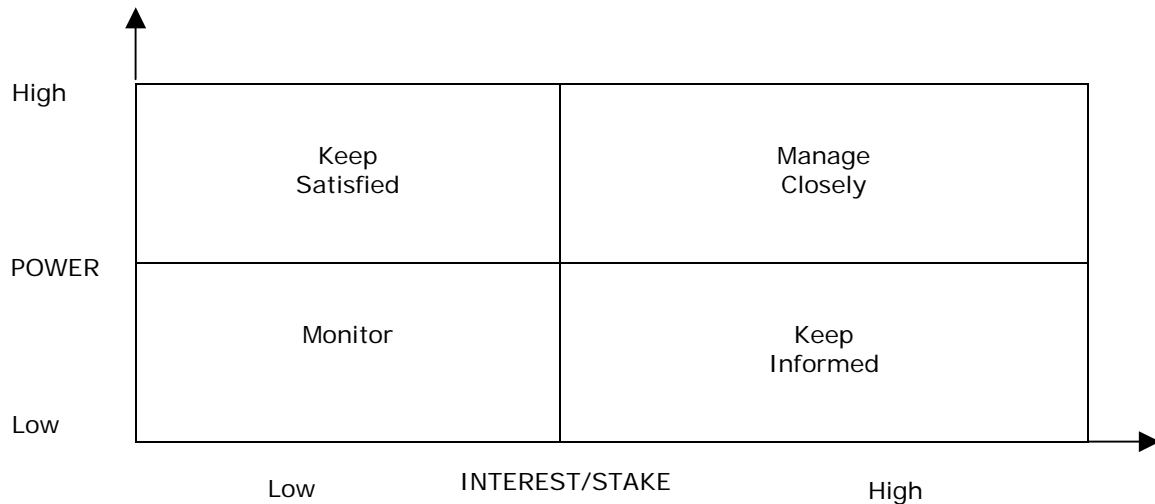 High
Keep
Satisfied
Manage
Closely
POWER
Monitor
Keep
Informed
Low
Low
INTEREST/STAKE
High